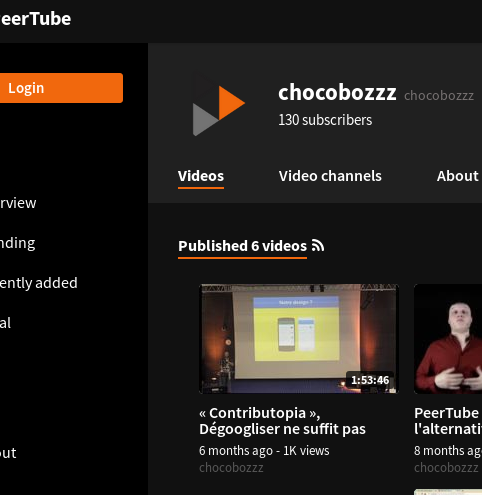 eerTube
Login
chocobozzz chocobozzz
130 subscribers
Videos Video channels About
rview
nding
ently added
al
out
Published 6 videos
Notre design ?
1:53:46
« Contributopia »,
Dégoogliser ne suffit pas
6 months ago - 1K views
chocobozzz
PeerTube
l'alternati
8 months ag
chocobozzz